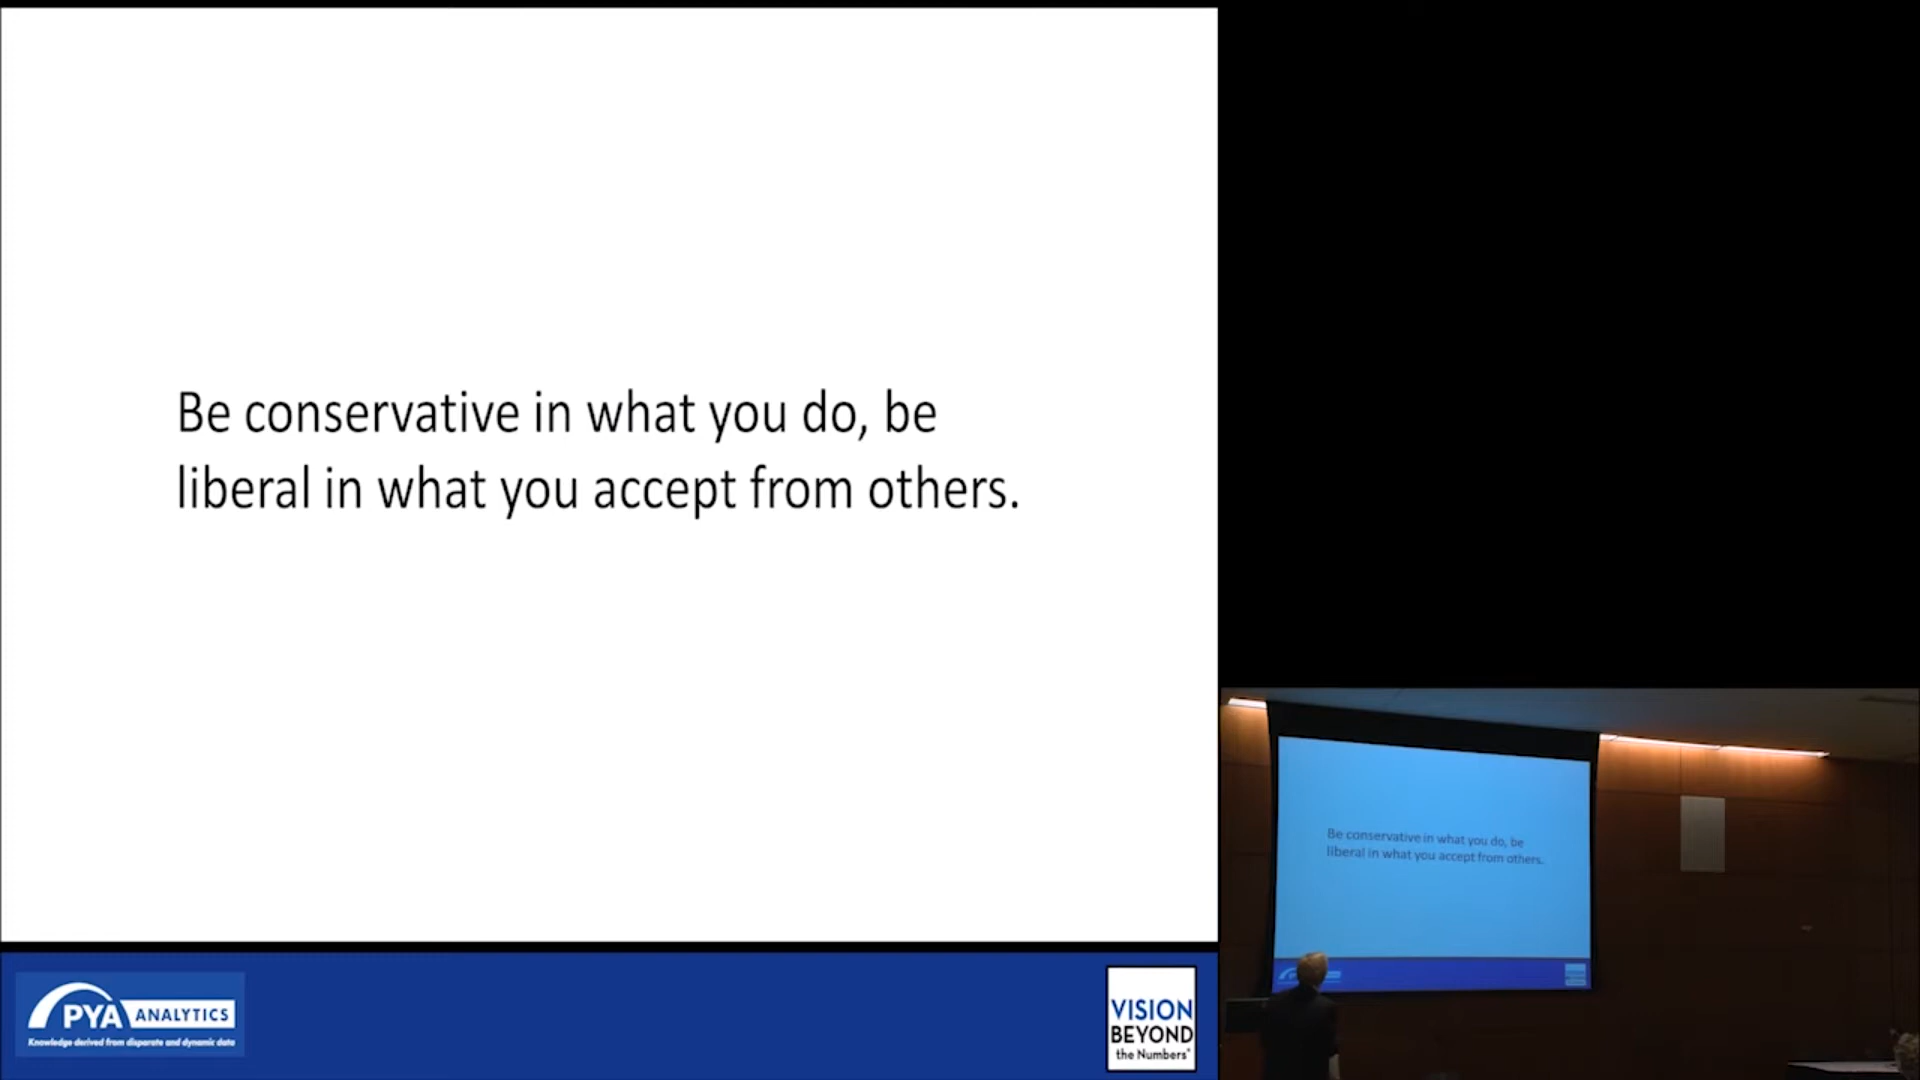 Be conservative in what you do, be
liberal in what you accept from others.
PYA ANALYTICS
Knowledge derived from disparate and dynamic data
VISION
BEYOND
the Numbers®
Be conservative in what you do, be
liberal in what you accept from others.